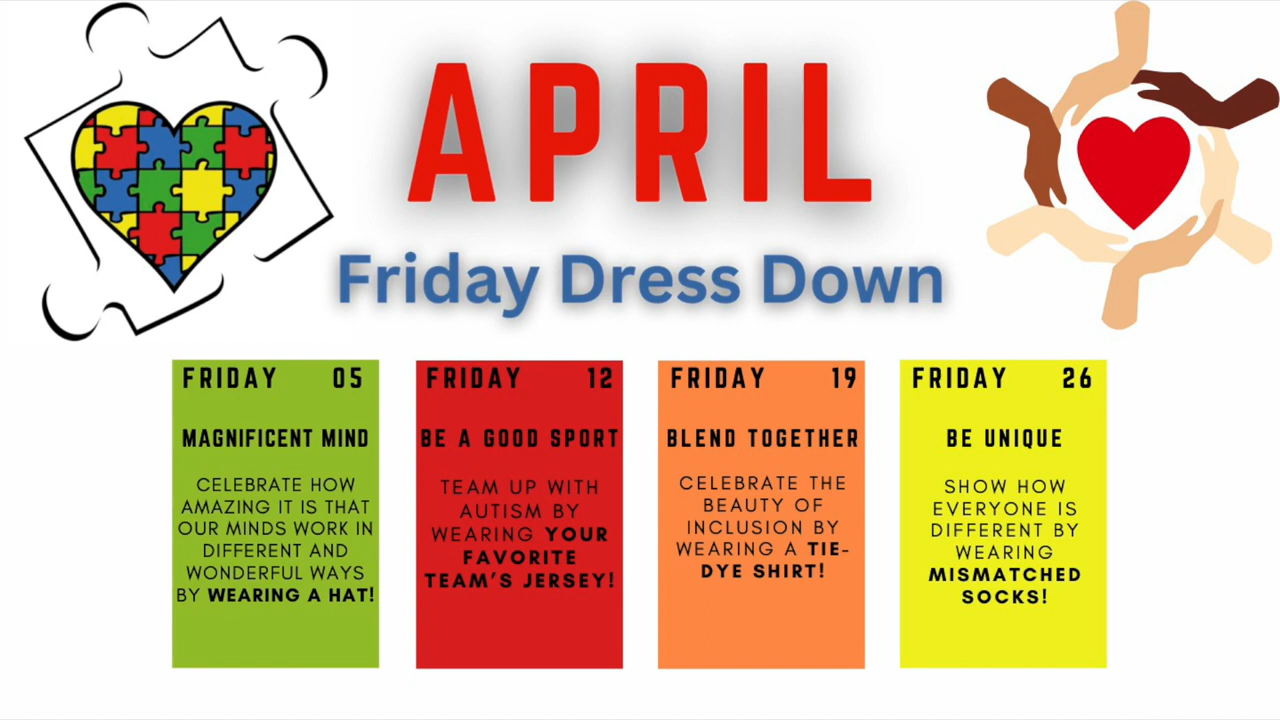 APRIL
Friday Dress Down
FRIDAY 05
MAGNIFICENT MIND
CELEBRATE HOW
AMAZING IT IS THAT
OUR MINDS WORK IN
DIFFERENT AND
WONDERFUL WAYS
BY WEARING A HAT!
FRIDAY 12
BE A GOOD SPORT
TEAM UP WITH
AUTISM BY
WEARING YOUR
FAVORITE
TEAM'S JERSEY!
FRIDAY 19
BLEND TOGETHER
CELEBRATE THE
BEAUTY OF
INCLUSION BY
WEARING A TIE-
DYE SHIRT!
FRIDAY 26
BE UNIQUE
SHOW HOW
EVERYONE IS
DIFFERENT BY
WEARING
MISMATCHED
SOCKS!